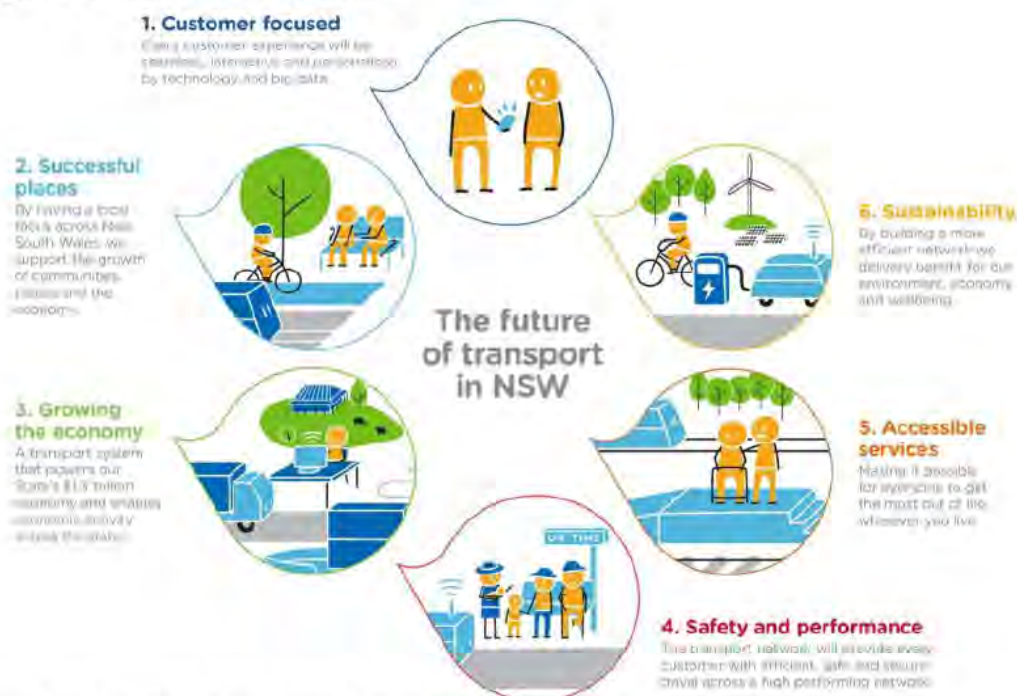 1. Customer focused
Every customer experience will be
seamless, interactive and personalised
by technology and big data
2. Successful
places
By having a local
focus across New
South Wales, we
support the growth
of communities,
places and the
economy
The future
of transport
in NSW
6. Sustainability
By building a more
efficient network we
delivery benefit for our
environment, economy
and wellbeing
3. Growing
the economy
A transport system
that powers our
State's $1.3 trillion
economy and enables
economic activity
across the state
5. Accessible
services
Making it possible
for everyone to get
the most out of life
wherever you live
ON TIME
4. Safety and performance
The transport network will provide every
customer with efficient, safe and secure
travel across a high performing network